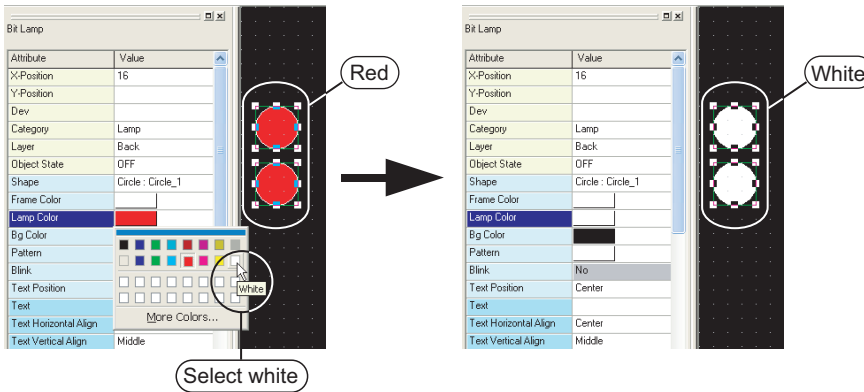 Bit Lamp
Attribute Value
X-Position 16
Y-Position
Dev
Category Lamp
Layer Back
Object State OFF
Shape Circle : Circle_1
Frame Color
Lamp Color
Bg Color
Pattern
Blink
Text Position
Text
Text Horizontal Align
Text Vertical Align Middle
White
More Colors...
Red
Select white
Bit Lamp
Attribute Value
X-Position 16
Y-Position
Dev
Category Lamp
Layer Back
Object State OFF
Shape Circle : Circle_1
Frame Color
Lamp Color
Bg Color
Pattern
Blink No
Text Position Center
Text
Text Horizontal Align Center
Text Vertical Align Middle
White